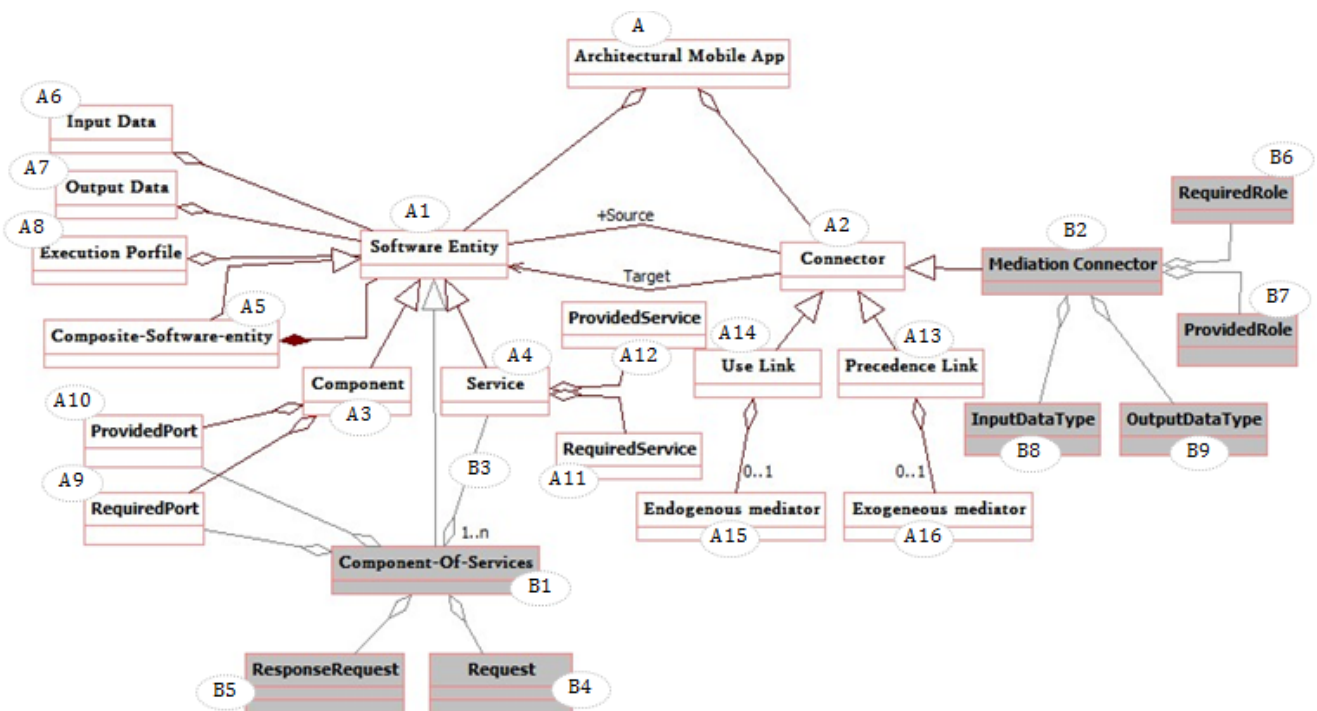 A
Architectural Mobile App
A6
Input Data
A7
Output Data
A8
Execution Porfile
A1
Software Entity
+Source
Target
A2
Connector
B2
Mediation Connector
B6
RequiredRole
B7
ProvidedRole
A5
Composite-Software-entity
ProvidedService
A12
A14
Use Link
A13
Precedence Link
Component
A3
A4
Service
A10
ProvidedPort
A9
RequiredPort
B3
RequiredService
A11
InputDataType
B8
OutputDataType
B9
0..1
0..1
Endogenous mediator
A15
Exogeneous mediator
A16
1..n
Component-Of-Services
B1
ResponseRequest
B5
Request
B4